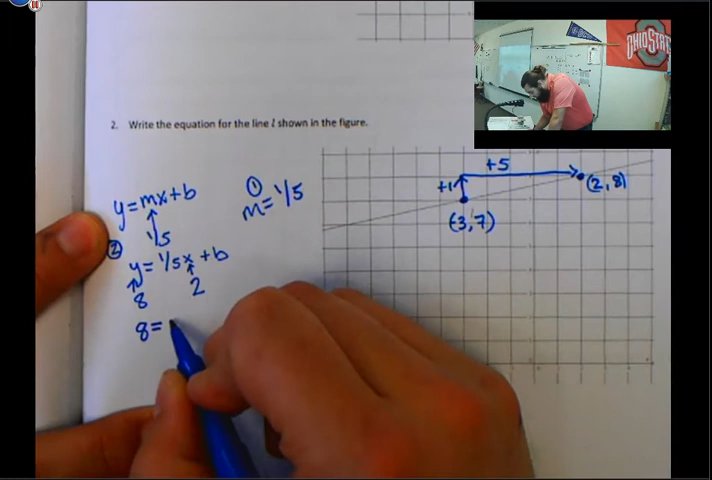 OHIO STATE
2. Write the equation for the line l shown in the figure.
y=mx+b
1/5
① m=1/5
+1
+5
(2,8)
(-3,7)
② y=1/5x+b
8
2
8=